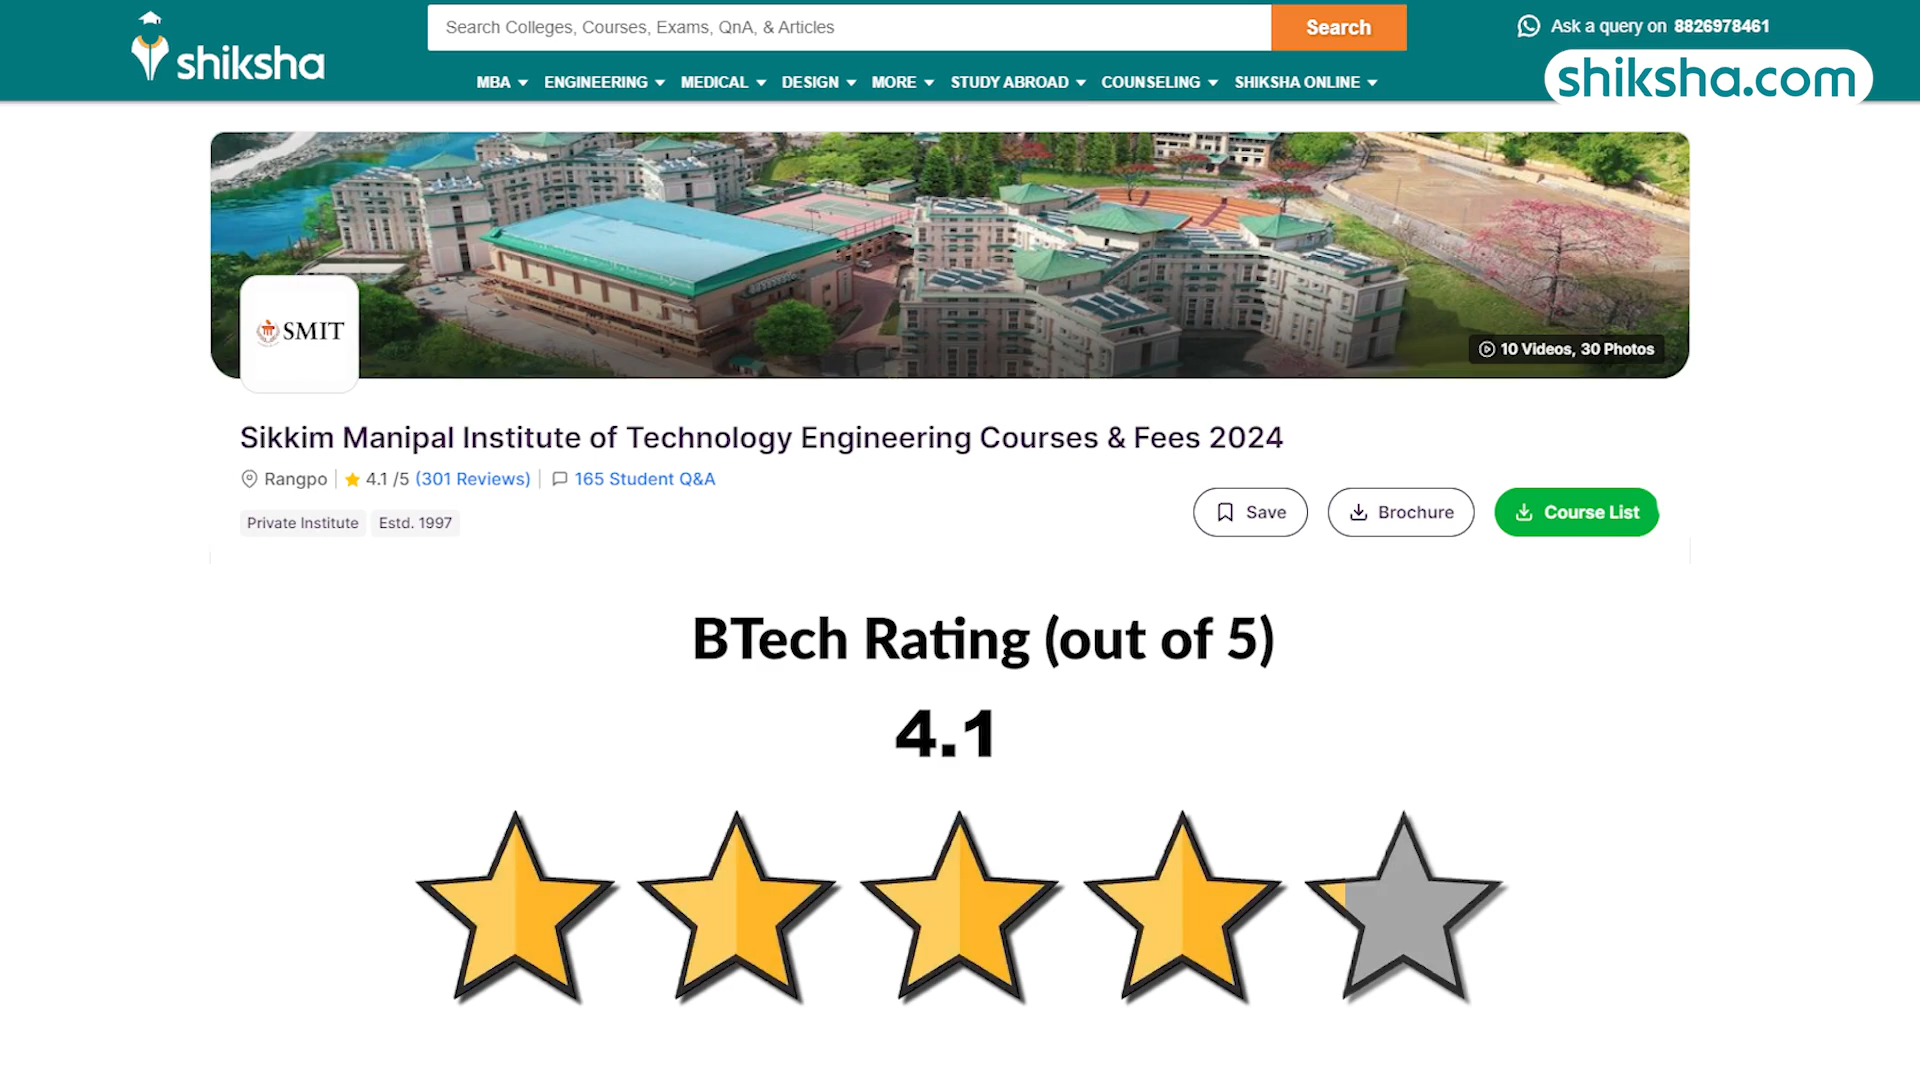 shiksha
Search Colleges, Courses, Exams, QnA, & Articles
Search
Ask a query on 8826978461
shiksha.com
MBA ENGINEERING MEDICAL DESIGN MORE STUDY ABROAD COUNSELING SHIKSHA ONLINE
SMIT
10 Videos, 30 Photos
Sikkim Manipal Institute of Technology Engineering Courses & Fees 2024
Rangpo 4.1 /5 (301 Reviews) 165 Student Q&A
Private Institute Estd. 1997
Save Brochure Course List
BTech Rating (out of 5)
4.1